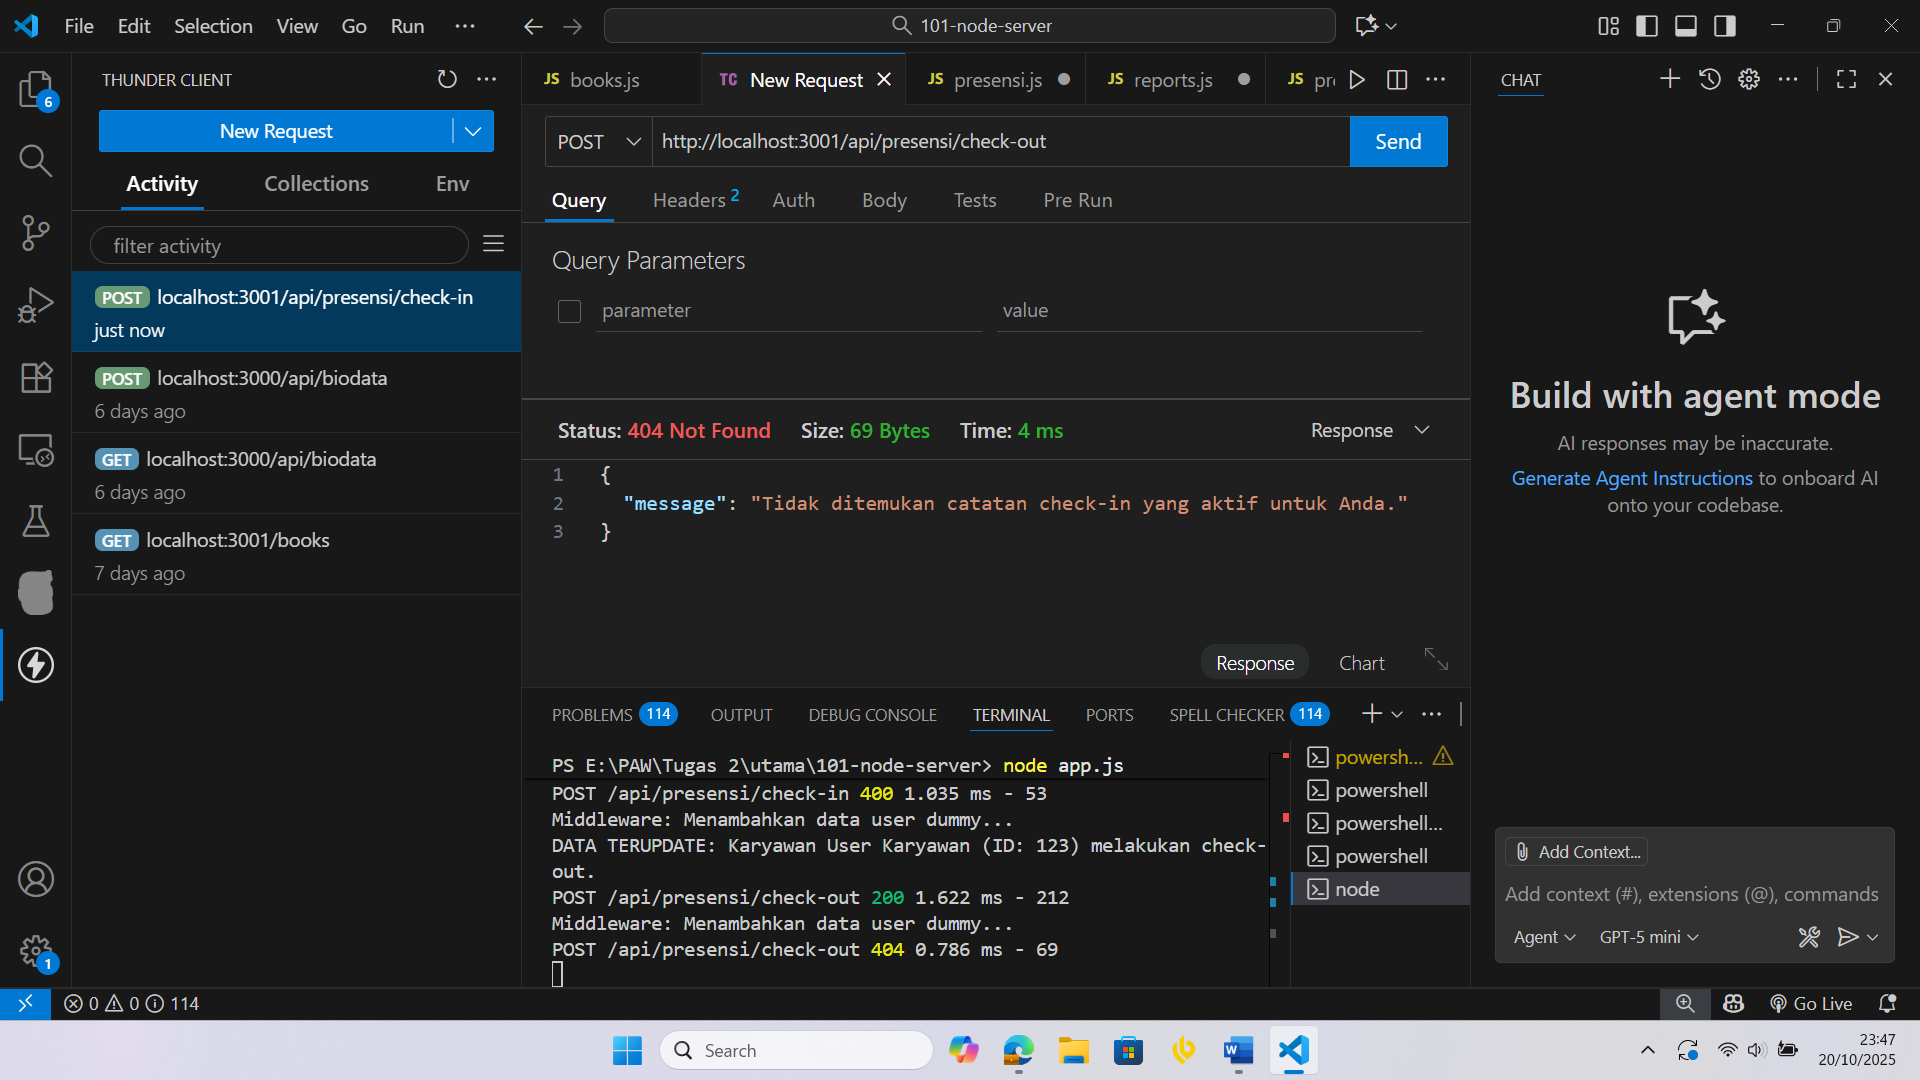 File Edit Selection View Go Run ···
101-node-server
THUNDER CLIENT
6
New Request
Activity Collections Env
filter activity
POST localhost:3001/api/presensi/check-in
just now
POST localhost:3000/api/biodata
6 days ago
GET localhost:3000/api/biodata
6 days ago
GET localhost:3001/books
7 days ago
1
JS books.js
TC New Request
JS presensi.js
JS reports.js
JS pr
POST http://localhost:3001/api/presensi/check-out Send
Query Headers 2 Auth Body Tests Pre Run
Query Parameters
parameter value
Status: 404 Not Found Size: 69 Bytes Time: 4 ms Response
1 {
2 "message": "Tidak ditemukan catatan check-in yang aktif untuk Anda."
3 }
Response Chart
PROBLEMS 114 OUTPUT DEBUG CONSOLE TERMINAL PORTS SPELL CHECKER 114
PS E:\PAW\Tugas 2\utama\101-node-server> node app.js
POST /api/presensi/check-in 400 1.035 ms - 53
Middleware: Menambahkan data user dummy...
DATA TERUPDATE: Karyawan User Karyawan (ID: 123) melakukan check-
out.
POST /api/presensi/check-out 200 1.622 ms - 212
Middleware: Menambahkan data user dummy...
POST /api/presensi/check-out 404 0.786 ms - 69
powersh...
powershell
powershell...
powershell
node
CHAT
Build with agent mode
AI responses may be inaccurate.
Generate Agent Instructions to onboard AI
onto your codebase.
Add Context...
Add context (#), extensions (@), commands
Agent GPT-5 mini
0 0 114
Go Live
Search
23:47
20/10/2025